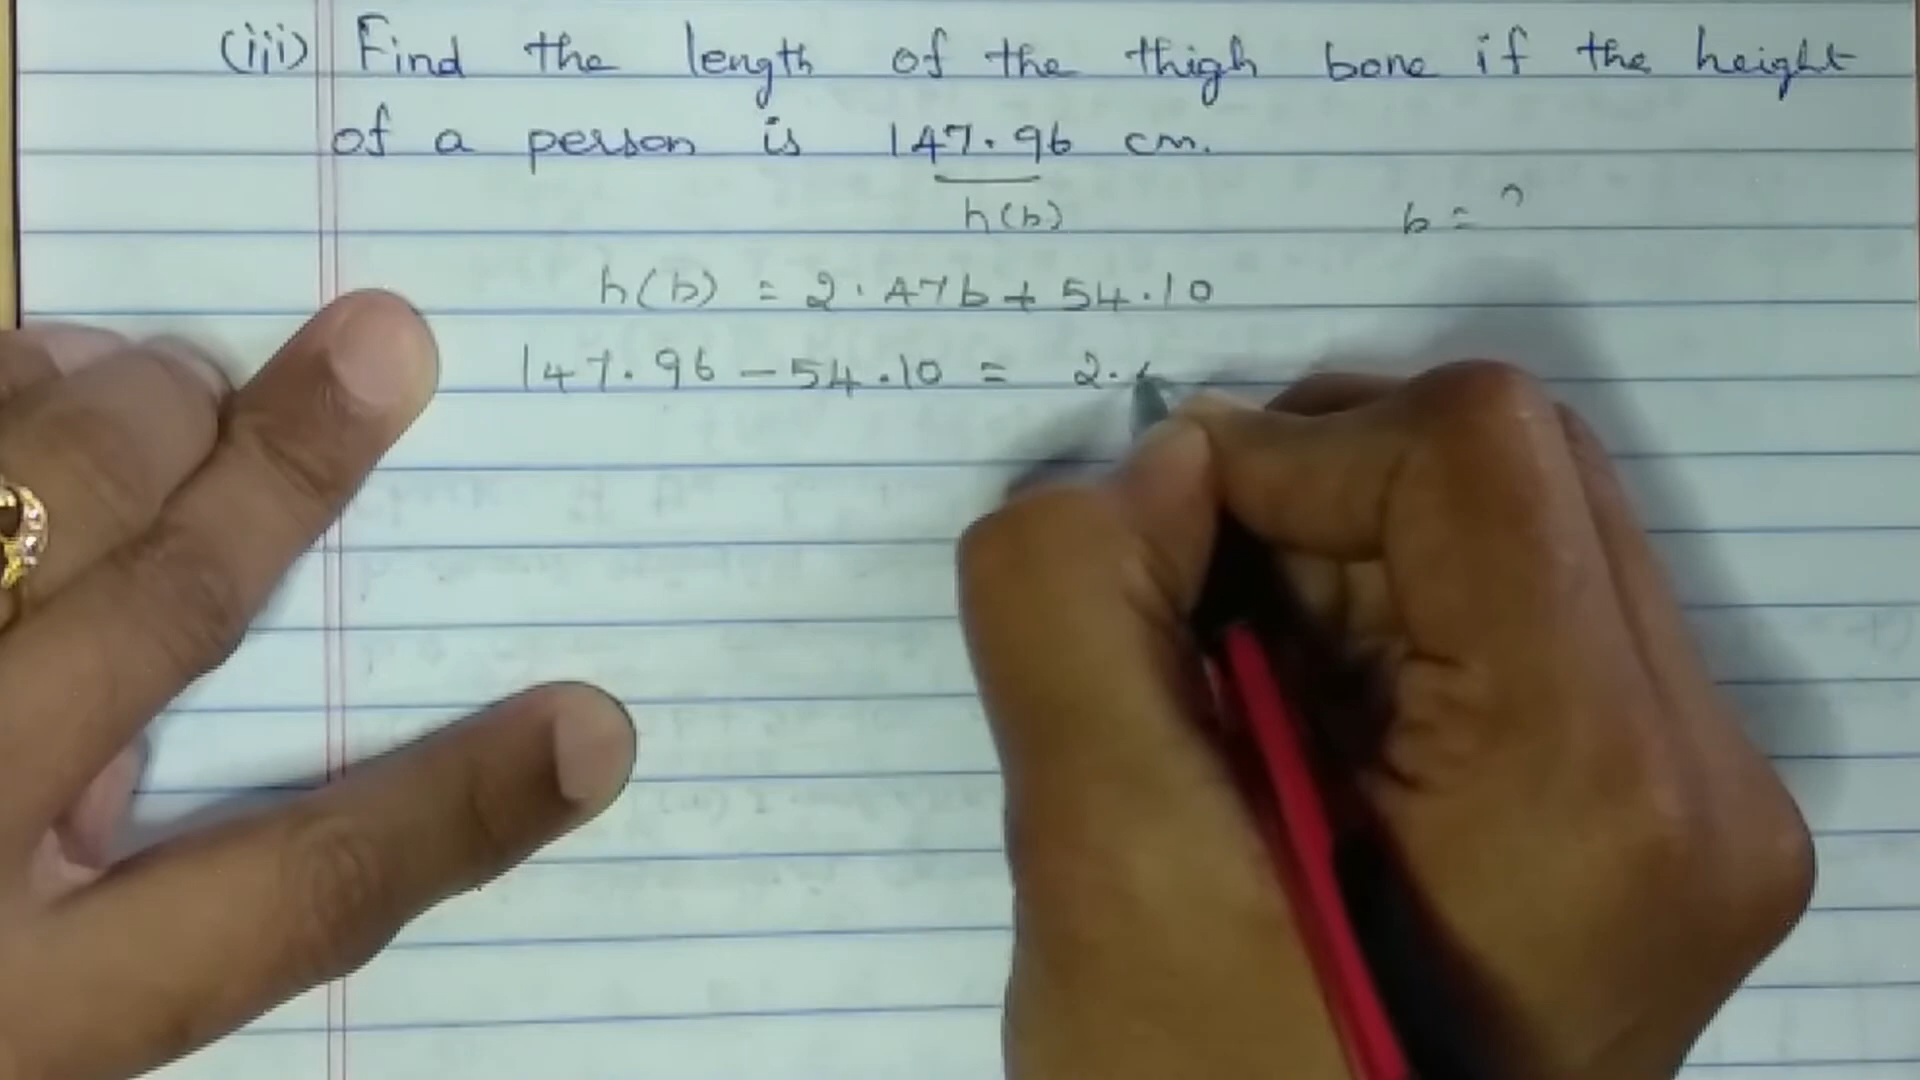 (iii) Find the length of the thigh bone if the height
of a person is 147.96 cm.
h(b) b = ?
h(b) = 2.47b + 54.10
147.96 - 54.10 = 2.